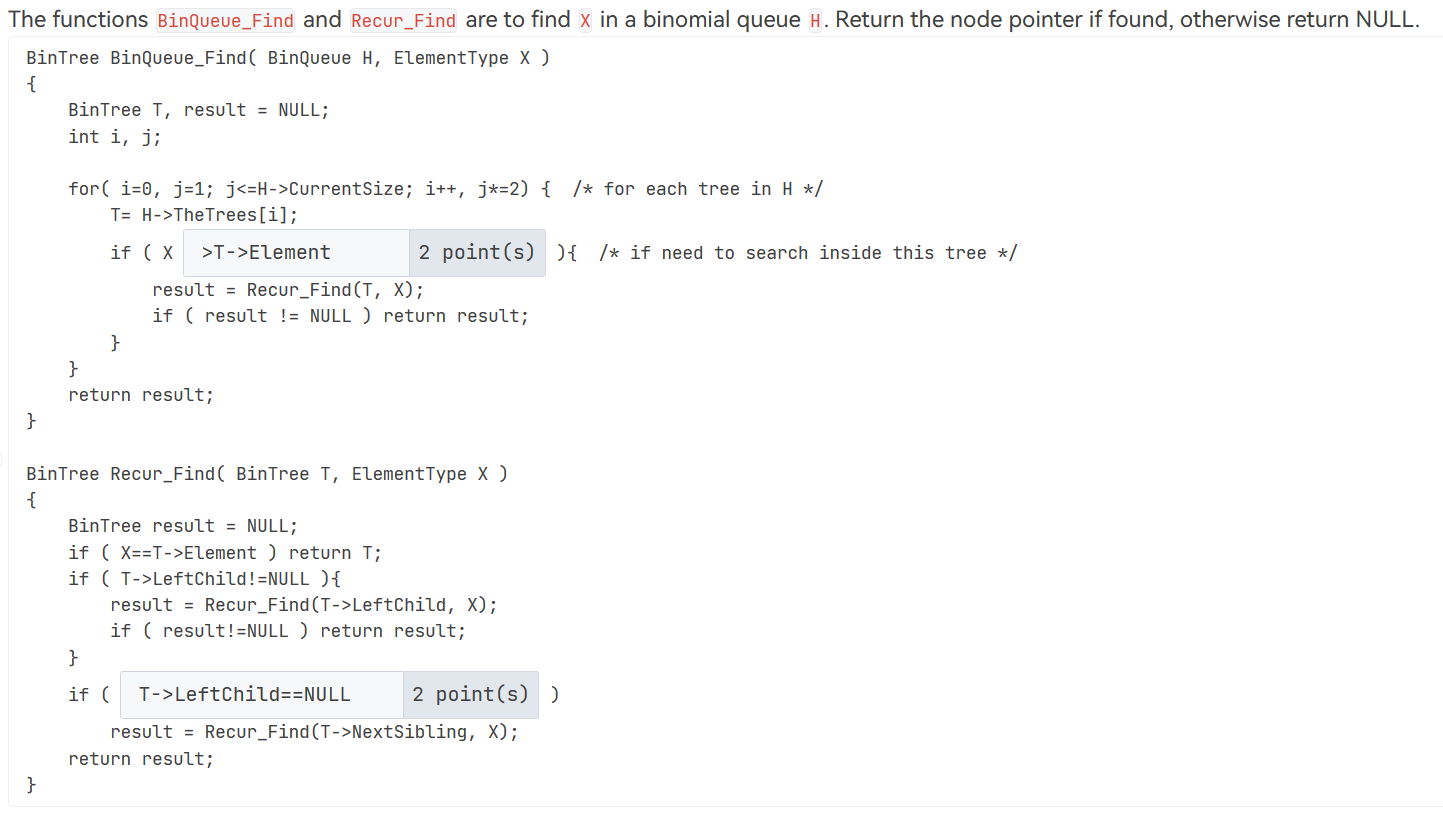 The functions BinQueue_Find and Recur_Find are to find X in a binomial queue H. Return the node pointer if found, otherwise return NULL.
BinTree BinQueue_Find( BinQueue H, ElementType X )
{
    BinTree T, result = NULL;
    int i, j;

    for( i=0, j=1; j<=H->CurrentSize; i++, j*=2) {  /* for each tree in H */
        T= H->TheTrees[i];
        if ( X >T->Element 2 point(s) ){  /* if need to search inside this tree */
            result = Recur_Find(T, X);
            if ( result != NULL ) return result;
        }
    }
    return result;
}

BinTree Recur_Find( BinTree T, ElementType X )
{
    BinTree result = NULL;
    if ( X==T->Element ) return T;
    if ( T->LeftChild!=NULL ){
        result = Recur_Find(T->LeftChild, X);
        if ( result!=NULL ) return result;
    }
    if ( T->LeftChild==NULL 2 point(s) )
        result = Recur_Find(T->NextSibling, X);
    return result;
}